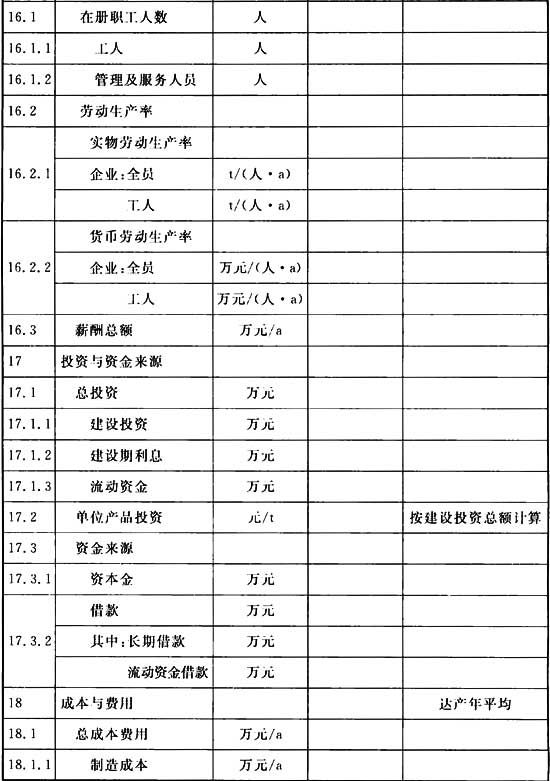 16.1 在册职工人数 人
16.1.1 工人 人
16.1.2 管理及服务人员 人
16.2 劳动生产率
16.2.1 实物劳动生产率
企业:全员 t/(人·a)
工人 t/(人·a)
16.2.2 货币劳动生产率
企业:全员 万元/(人·a)
工人 万元/(人·a)
16.3 薪酬总额 万元/a
17 投资与资金来源
17.1 总投资 万元
17.1.1 建设投资 万元
17.1.2 建设期利息 万元
17.1.3 流动资金 万元
17.2 单位产品投资 元/t 按建设投资总额计算
17.3 资金来源
17.3.1 资本金 万元
17.3.2 借款 万元
其中:长期借款 万元
流动资金借款 万元
18 成本与费用 达产年平均
18.1 总成本费用 万元/a
18.1.1 制造成本 万元/a